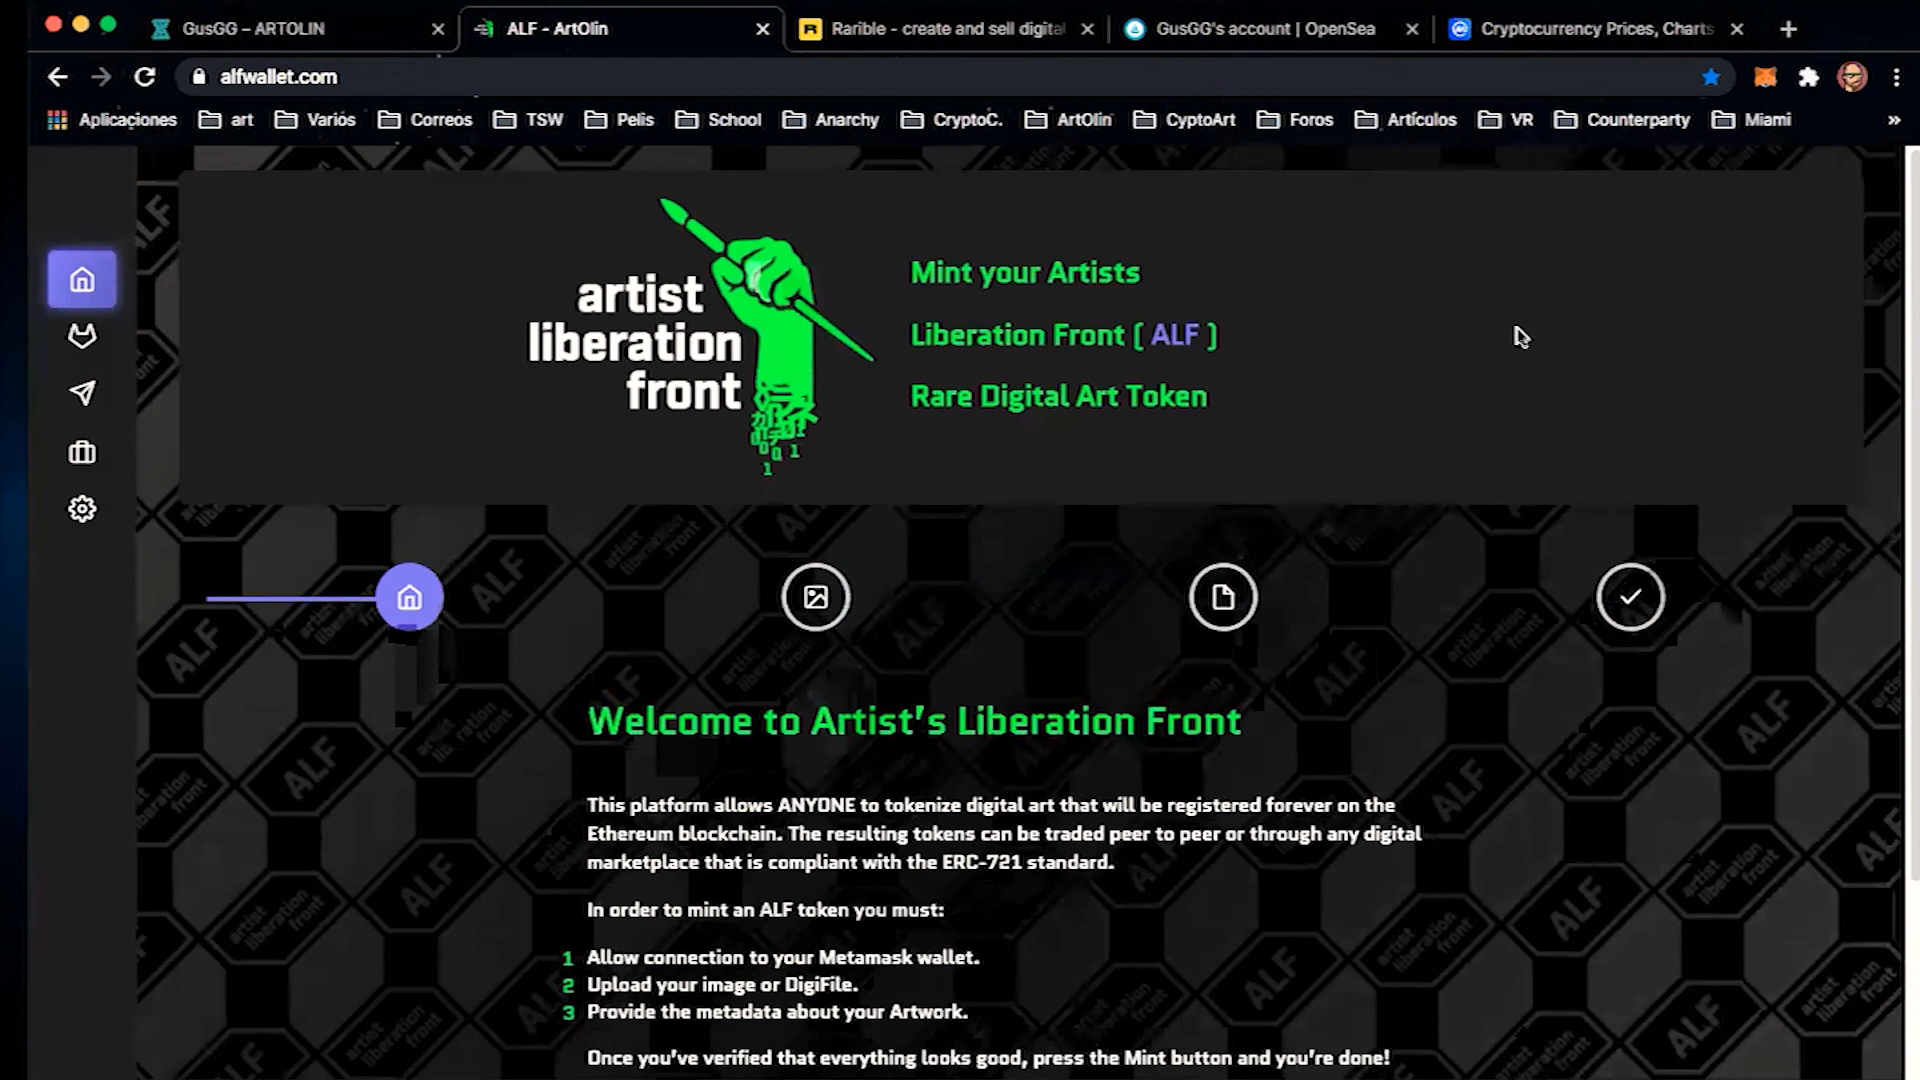 GusGG – ARTOLIN
ALF - ArtOlin
Rarible - create and sell digital
GusGG's account | OpenSea
Cryptocurrency Prices, Charts
alfwallet.com
Aplicaciones
art
Varios
Correos
TSW
Pelis
School
Anarchy
CryptoC.
ArtOlin
CyptoArt
Foros
Artículos
VR
Counterparty
Miami
»
artist
liberation
front
Mint your Artists
Liberation Front [ ALF ]
Rare Digital Art Token
Welcome to Artist's Liberation Front
This platform allows ANYONE to tokenize digital art that will be registered forever on the
Ethereum blockchain. The resulting tokens can be traded peer to peer or through any digital
marketplace that is compliant with the ERC-721 standard.
In order to mint an ALF token you must:
1 Allow connection to your Metamask wallet.
2 Upload your image or DigiFile.
3 Provide the metadata about your Artwork.
Once you've verified that everything looks good, press the Mint button and you're done!